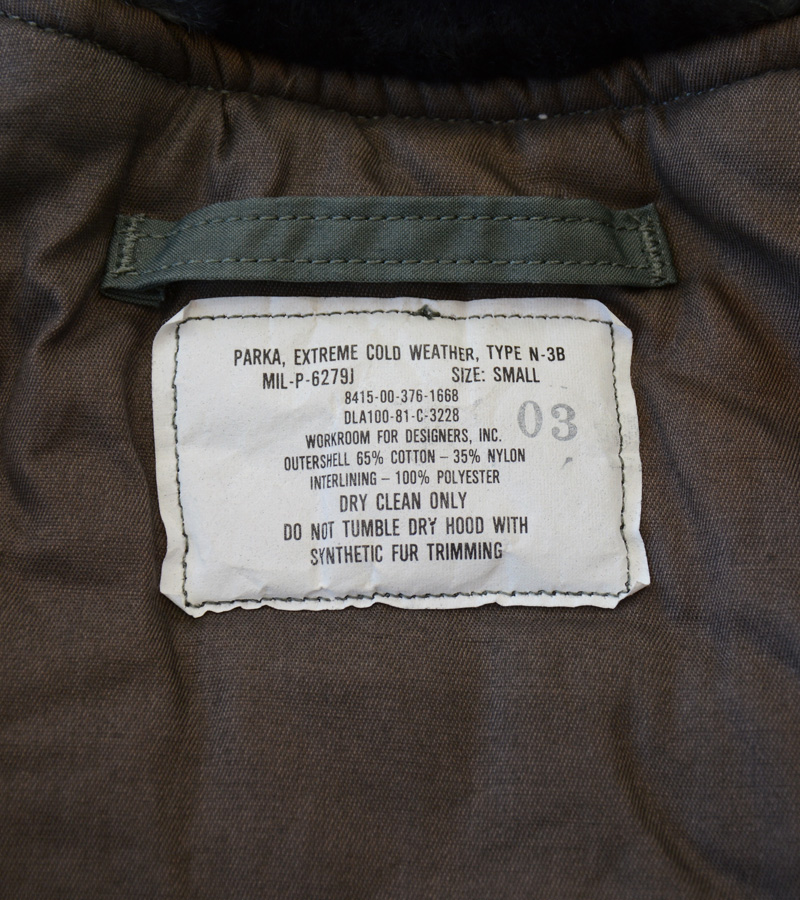 PARKA, EXTREME COLD WEATHER, TYPE N-3B
MIL-P-6279J SIZE: SMALL
8415-00-376-1668
DLA100-81-C-3228
03
WORKROOM FOR DESIGNERS, INC.
OUTERSHELL 65% COTTON – 35% NYLON
INTERLINING – 100% POLYESTER
DRY CLEAN ONLY
DO NOT TUMBLE DRY HOOD WITH
SYNTHETIC FUR TRIMMING